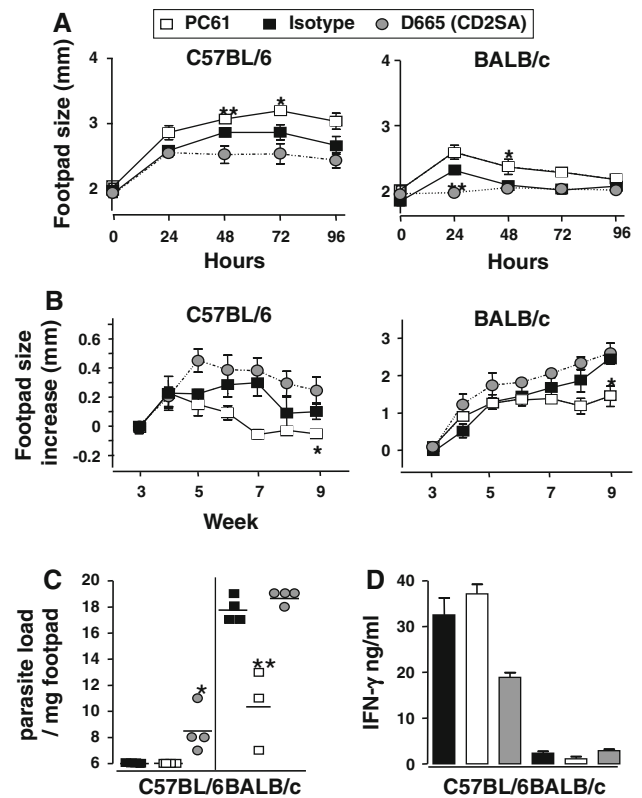 PC61 Isotype D665 (CD2SA)
A
C57BL/6
BALB/c
Footpad size (mm)
4
3
2
**
*
0 24 48 72 96
Hours
4
3
2
**
*
0 24 48 72 96
Hours
B
C57BL/6
BALB/c
Footpad size
increase (mm)
0.6
0.4
0.2
0
-0.2
*
3 5 7 9
Week
3
2
1
0
*
3 5 7 9
C
parasite load
/ mg footpad
20
18
16
14
12
10
8
6
*
**
C57BL/6BALB/c
D
IFN-γ ng/ml
40
30
20
10
0
C57BL/6BALB/c